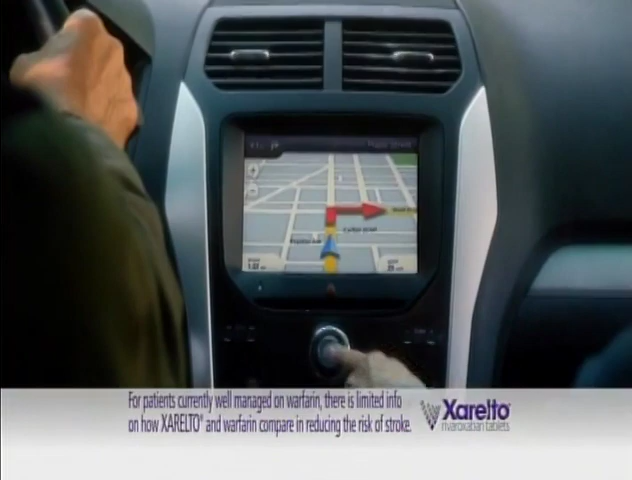 For patients currently well managed on warfarin, there is limited info
on how XARELTO® and warfarin compare in reducing the risk of stroke.
Xarelto
rivaroxaban tablets